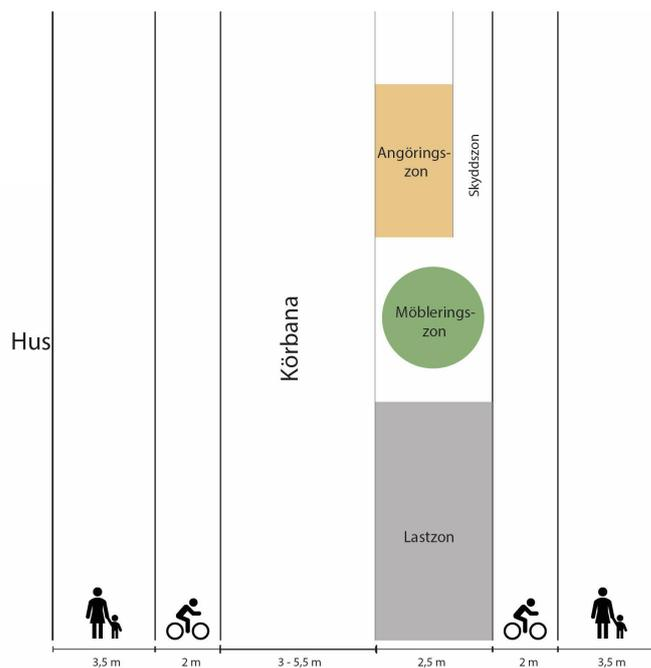 Angörings-
zon
Skyddszon
Möblerings-
zon
Hus
Körbana
Lastzon
3,5 m
2 m
3 - 5,5 m
2,5 m
2 m
3,5 m